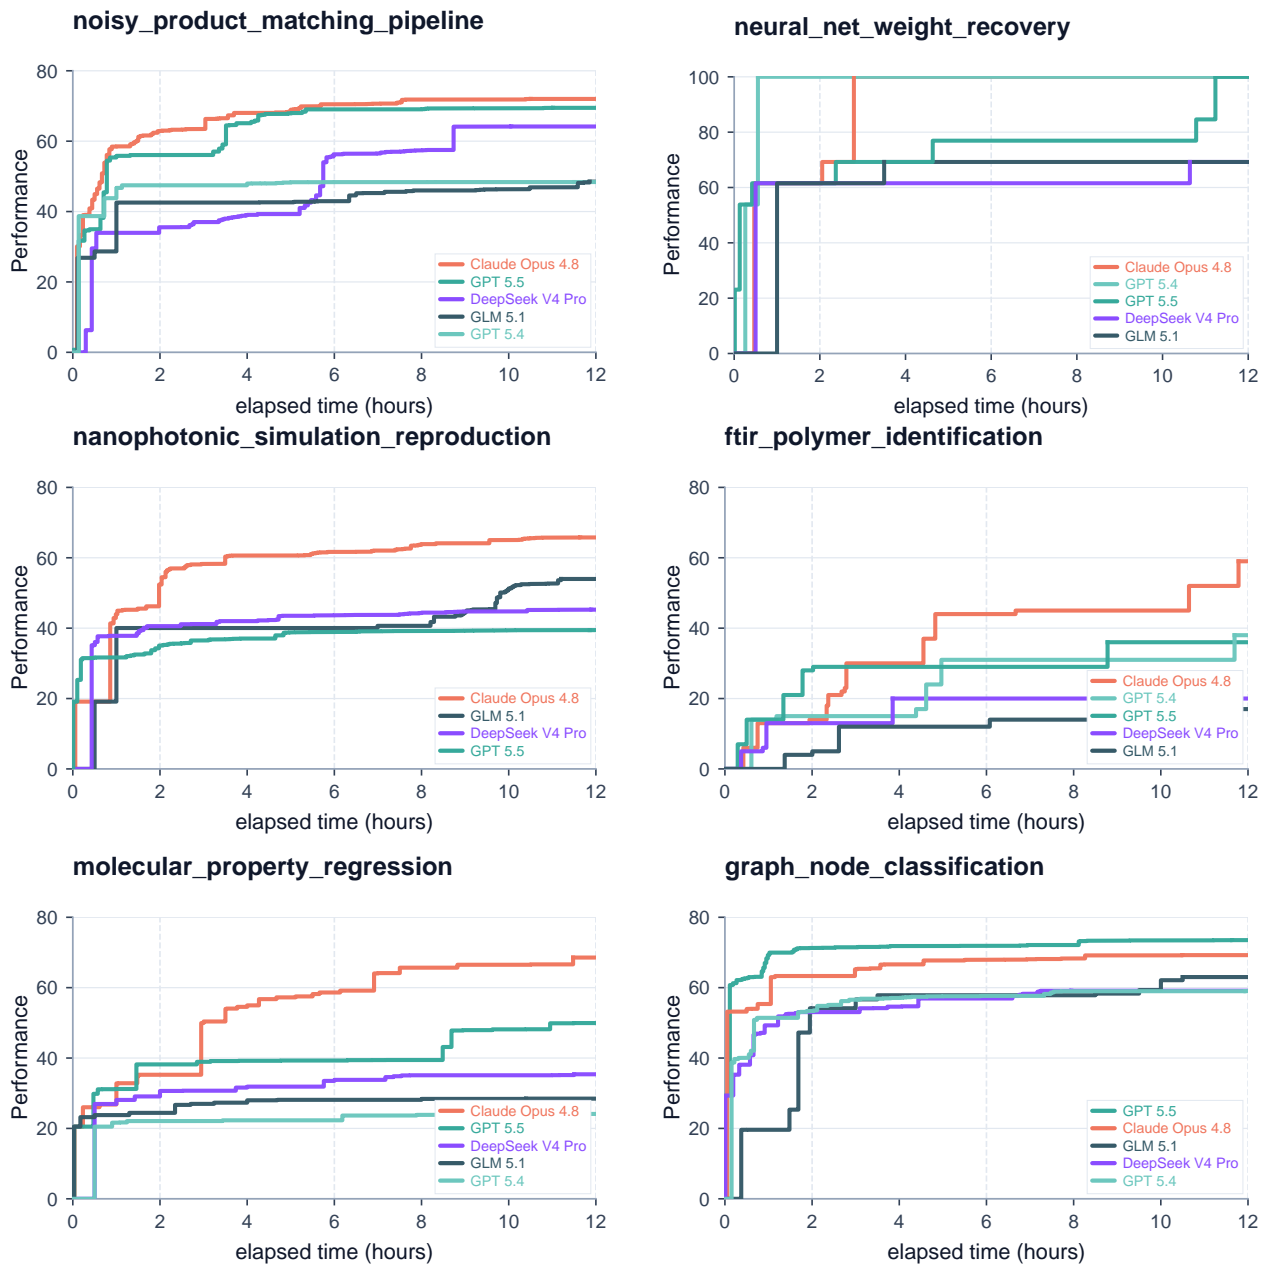 noisy_product_matching_pipeline
80
60
40
20
0
Performance
0 2 4 6 8 10 12
elapsed time (hours)
Claude Opus 4.8
GPT 5.5
DeepSeek V4 Pro
GLM 5.1
GPT 5.4
neural_net_weight_recovery
100
80
60
40
20
0
Performance
0 2 4 6 8 10 12
elapsed time (hours)
Claude Opus 4.8
GPT 5.4
GPT 5.5
DeepSeek V4 Pro
GLM 5.1
nanophotonic_simulation_reproduction
80
60
40
20
0
Performance
0 2 4 6 8 10 12
elapsed time (hours)
Claude Opus 4.8
GLM 5.1
DeepSeek V4 Pro
GPT 5.5
ftir_polymer_identification
80
60
40
20
0
Performance
0 2 4 6 8 10 12
elapsed time (hours)
Claude Opus 4.8
GPT 5.4
GPT 5.5
DeepSeek V4 Pro
GLM 5.1
molecular_property_regression
80
60
40
20
0
Performance
0 2 4 6 8 10 12
elapsed time (hours)
Claude Opus 4.8
GPT 5.5
DeepSeek V4 Pro
GLM 5.1
GPT 5.4
graph_node_classification
80
60
40
20
0
Performance
0 2 4 6 8 10 12
elapsed time (hours)
GPT 5.5
Claude Opus 4.8
GLM 5.1
DeepSeek V4 Pro
GPT 5.4